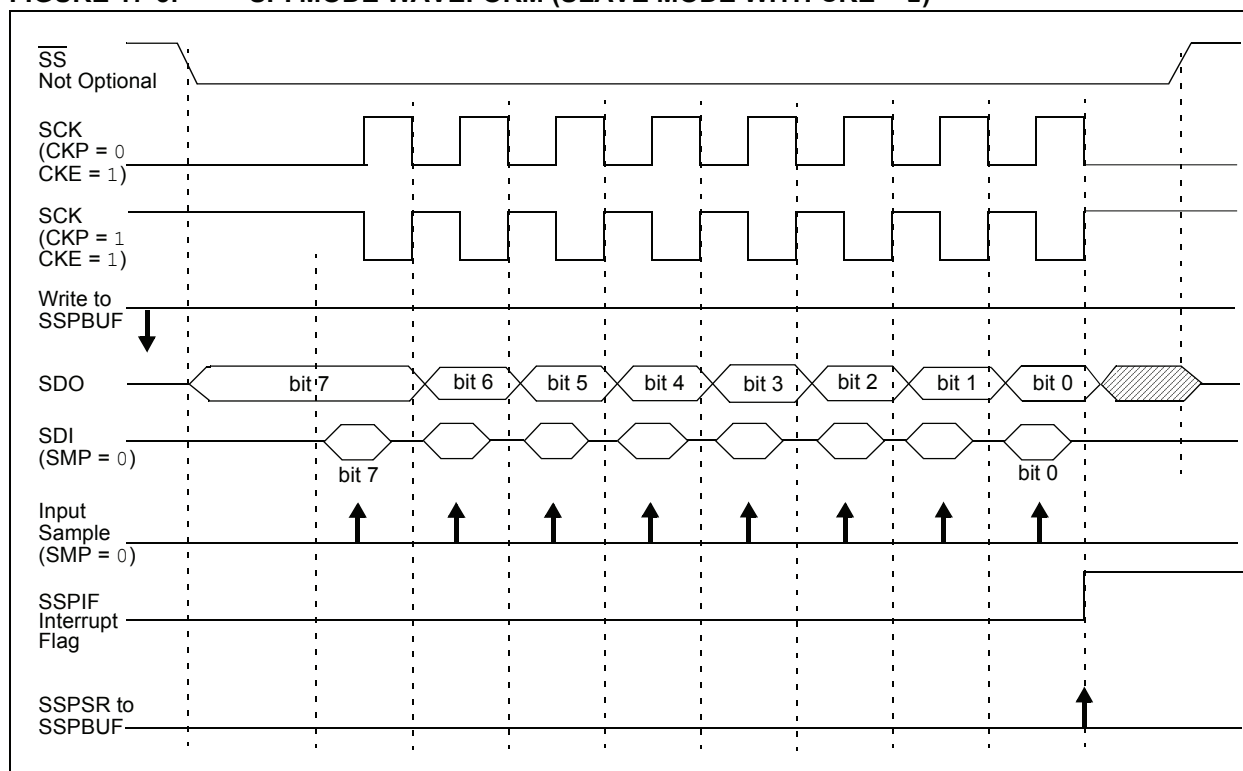 SS
Not Optional
SCK
(CKP = 0
CKE = 1)
SCK
(CKP = 1
CKE = 1)
Write to
SSPBUF
SDO
bit 7 bit 6 bit 5 bit 4 bit 3 bit 2 bit 1 bit 0
SDI
(SMP = 0)
bit 7 bit 0
Input
Sample
(SMP = 0)
SSPIF
Interrupt
Flag
SSPSR to
SSPBUF